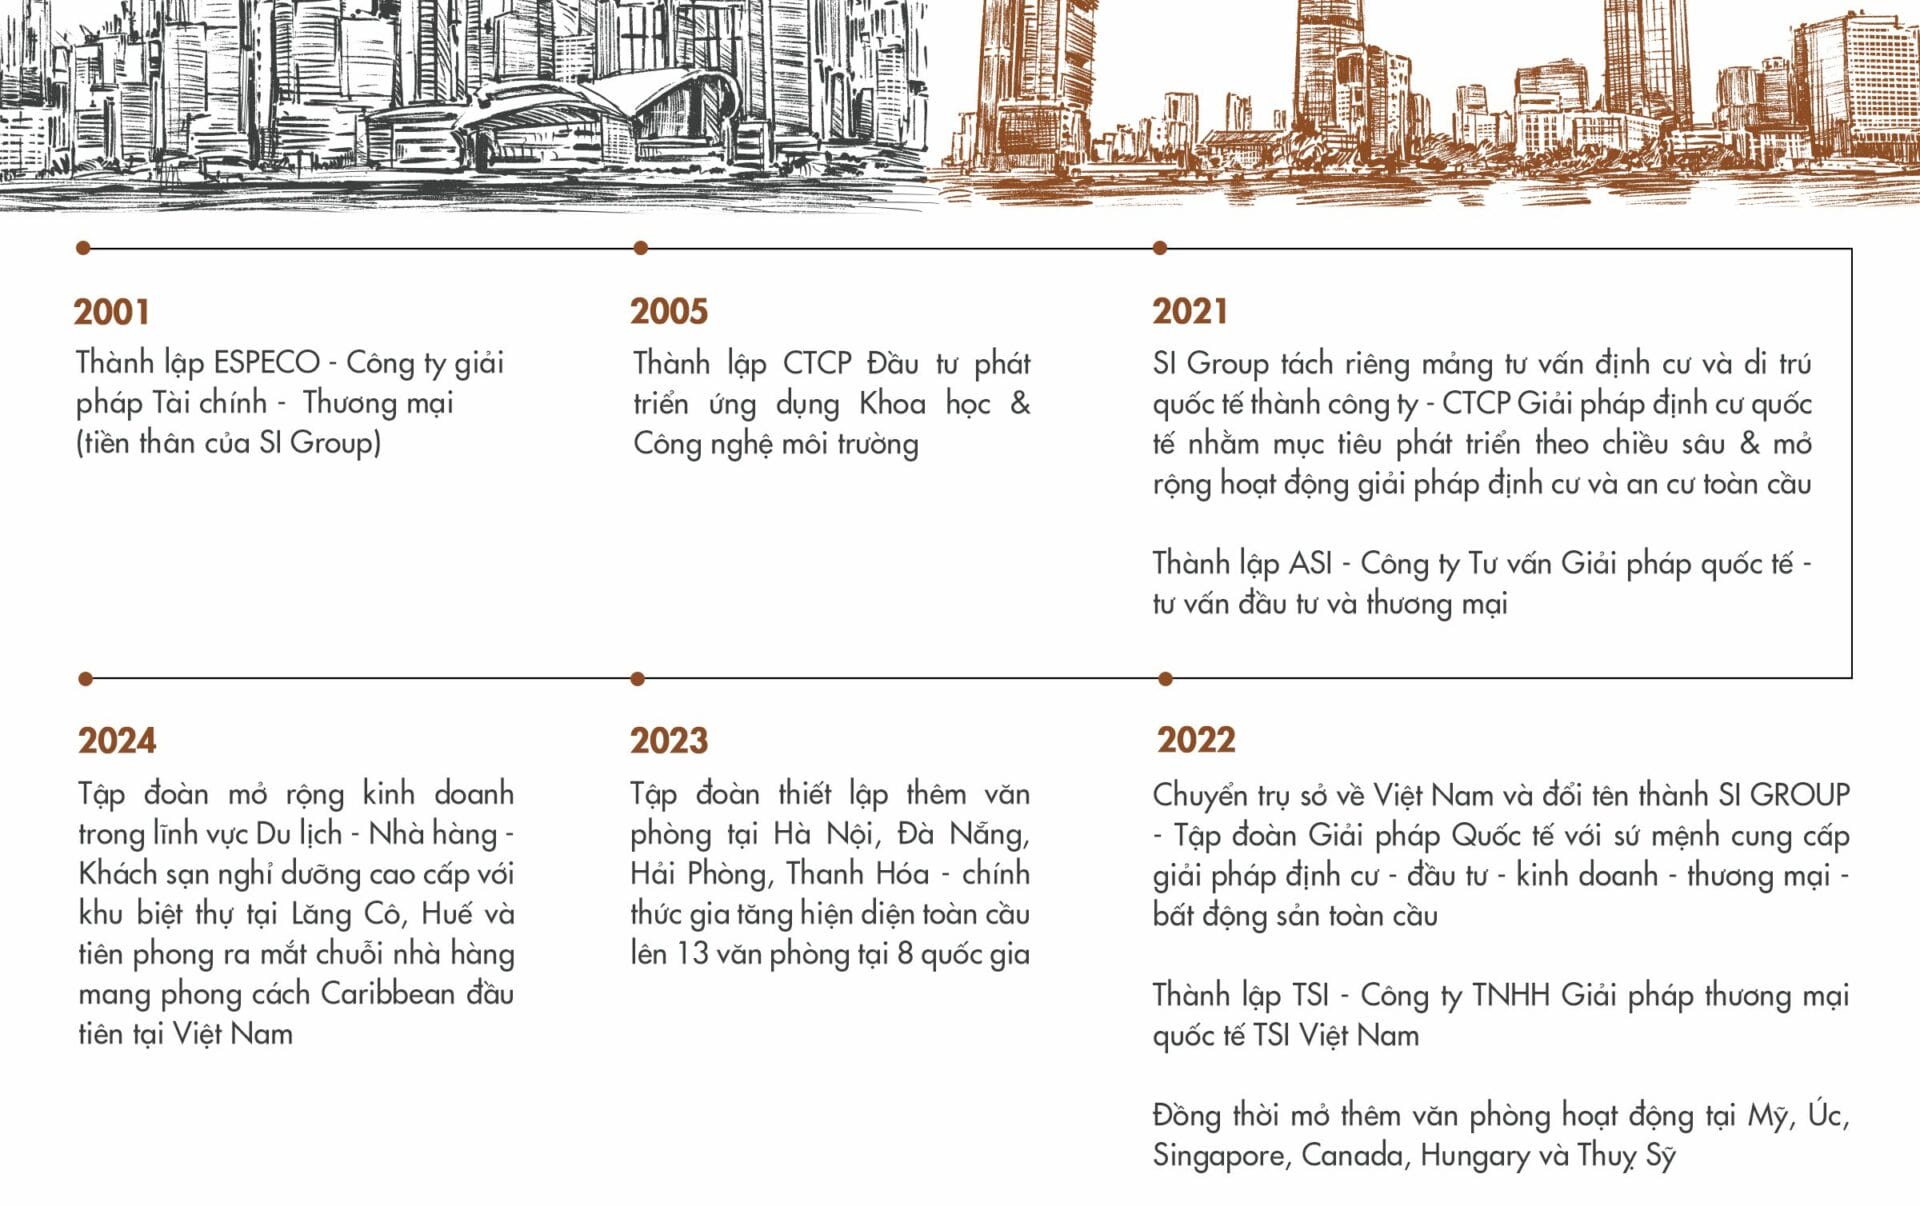 2001
Thành lập ESPECO - Công ty giải
pháp Tài chính - Thương mại
(tiền thân của SI Group)
2005
Thành lập CTCP Đầu tư phát
triển ứng dụng Khoa học &
Công nghệ môi trường
2021
SI Group tách riêng mảng tư vấn định cư và di trú
quốc tế thành công ty - CTCP Giải pháp định cư quốc
tế nhằm mục tiêu phát triển theo chiều sâu & mở
rộng hoạt động giải pháp định cư và an cư toàn cầu
Thành lập ASI - Công ty Tư vấn Giải pháp quốc tế -
tư vấn đầu tư và thương mại
2024
Tập đoàn mở rộng kinh doanh
trong lĩnh vực Du lịch - Nhà hàng -
Khách sạn nghỉ dưỡng cao cấp với
khu biệt thự tại Lăng Cô, Huế và
tiên phong ra mắt chuỗi nhà hàng
mang phong cách Caribbean đầu
tiên tại Việt Nam
2023
Tập đoàn thiết lập thêm văn
phòng tại Hà Nội, Đà Nẵng,
Hải Phòng, Thanh Hóa - chính
thức gia tăng hiện diện toàn cầu
lên 13 văn phòng tại 8 quốc gia
2022
Chuyển trụ sở về Việt Nam và đổi tên thành SI GROUP
- Tập đoàn Giải pháp Quốc tế với sứ mệnh cung cấp
giải pháp định cư - đầu tư - kinh doanh - thương mại -
bất động sản toàn cầu
Thành lập TSI - Công ty TNHH Giải pháp thương mại
quốc tế TSI Việt Nam
Đồng thời mở thêm văn phòng hoạt động tại Mỹ, Úc,
Singapore, Canada, Hungary và Thuỵ Sỹ